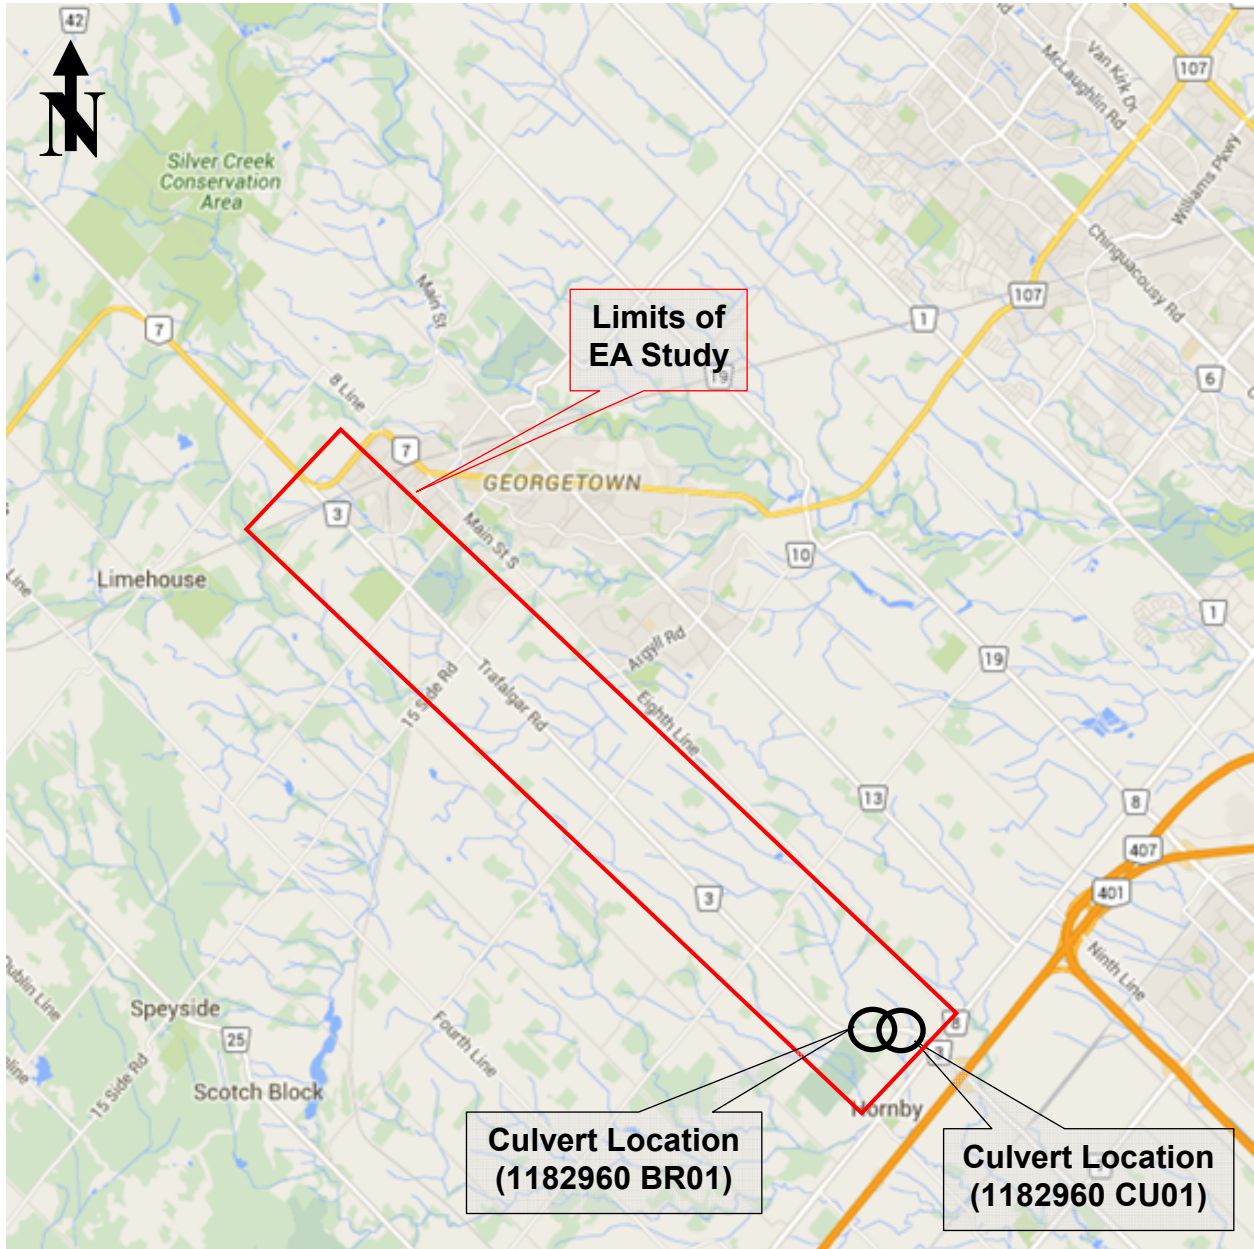 42
N
107
Van Kirk Dr
McLaughlin Rd
Silver Creek
Conservation
Area
Williams Pkwy
Chinguacousy Rd
Main St
107
Limits of
EA Study
1
7
19
6
8 Line
7
GEORGETOWN
3
Main St S
10
Limehouse
Line
1
Argyll Rd
19
15 Side Rd
Trafalgar Rd
Eighth Line
13
8
407
401
3
Ninth Line
Dublin Line
Speyside
25
Fourth Line
8
3
15 Side Rd
Scotch Block
Hornby
Culvert Location
(1182960 BR01)
Culvert Location
(1182960 CU01)